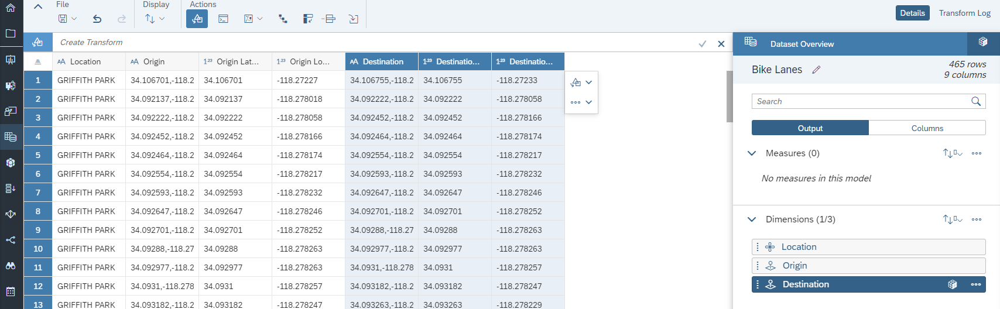 File Display Actions
Details Transform Log
Create Transform
Dataset Overview
Location Origin Origin Lat... Origin Lo... Destination Destinatio... Destinatio...
Bike Lanes
465 rows
9 columns
1 GRIFFITH PARK 34.106701,-118.2 34.106701 -118.27227 34.106755,-118.2 34.106755 -118.27233
2 GRIFFITH PARK 34.092137,-118.2 34.092137 -118.278018 34.092222,-118.2 34.092222 -118.278058
3 GRIFFITH PARK 34.092222,-118.2 34.092222 -118.278058 34.092452,-118.2 34.092452 -118.278166
4 GRIFFITH PARK 34.092452,-118.2 34.092452 -118.278166 34.092464,-118.2 34.092464 -118.278174
5 GRIFFITH PARK 34.092464,-118.2 34.092464 -118.278174 34.092554,-118.2 34.092554 -118.278217
6 GRIFFITH PARK 34.092554,-118.2 34.092554 -118.278217 34.092593,-118.2 34.092593 -118.278232
7 GRIFFITH PARK 34.092593,-118.2 34.092593 -118.278232 34.092647,-118.2 34.092647 -118.278246
8 GRIFFITH PARK 34.092647,-118.2 34.092647 -118.278246 34.092701,-118.2 34.092701 -118.278252
9 GRIFFITH PARK 34.092701,-118.2 34.092701 -118.278252 34.09288,-118.27 34.09288 -118.278263
10 GRIFFITH PARK 34.09288,-118.27 34.09288 -118.278263 34.092977,-118.2 34.092977 -118.278263
11 GRIFFITH PARK 34.092977,-118.2 34.092977 -118.278263 34.0931,-118.278 34.0931 -118.278257
12 GRIFFITH PARK 34.0931,-118.278 34.0931 -118.278257 34.093182,-118.2 34.093182 -118.278247
13 GRIFFITH PARK 34.093182,-118.2 34.093182 -118.278247 34.093263,-118.2 34.093263 -118.278229
Search
Output Columns
Measures (0)
No measures in this model
Dimensions (1/3)
Location
Origin
Destination